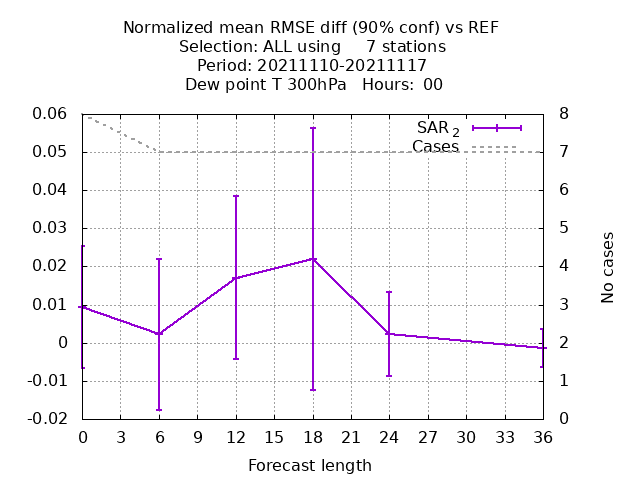 Normalized mean RMSE diff (90% conf) vs REF
Selection: ALL using     7 stations
Period: 20211110-20211117
Dew point T 300hPa   Hours:  00
0.06
0.05
0.04
0.03
0.02
0.01
0
-0.01
-0.02
8
7
6
5
4
3
2
1
0
SAR 2
Cases
No cases
0 3 6 9 12 15 18 21 24 27 30 33 36
Forecast length